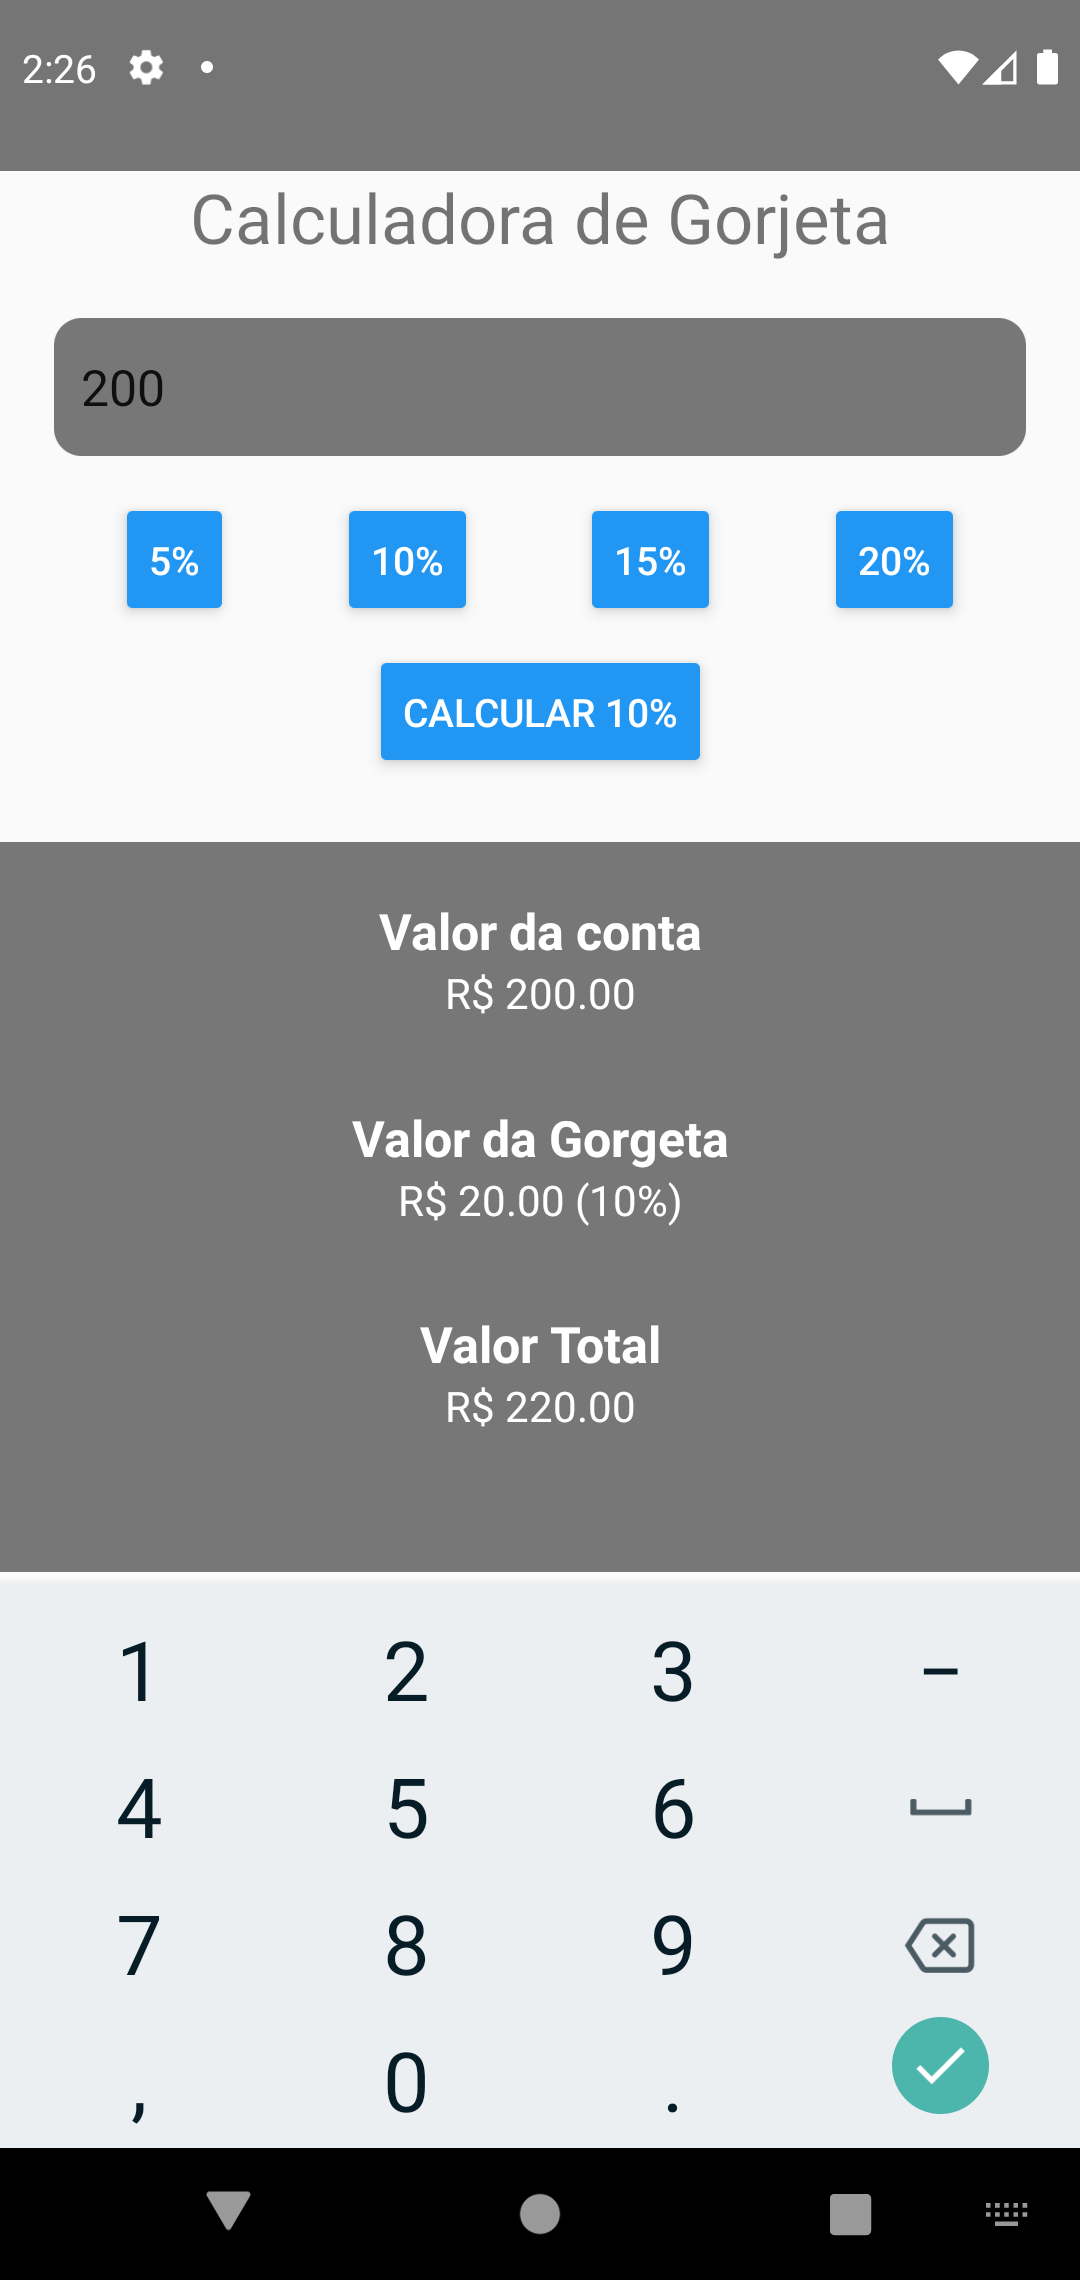 2:26
Calculadora de Gorjeta
200
5% 10% 15% 20%
CALCULAR 10%
Valor da conta
R$ 200.00
Valor da Gorgeta
R$ 20.00 (10%)
Valor Total
R$ 220.00
1 2 3 −
4 5 6
7 8 9
, 0 .